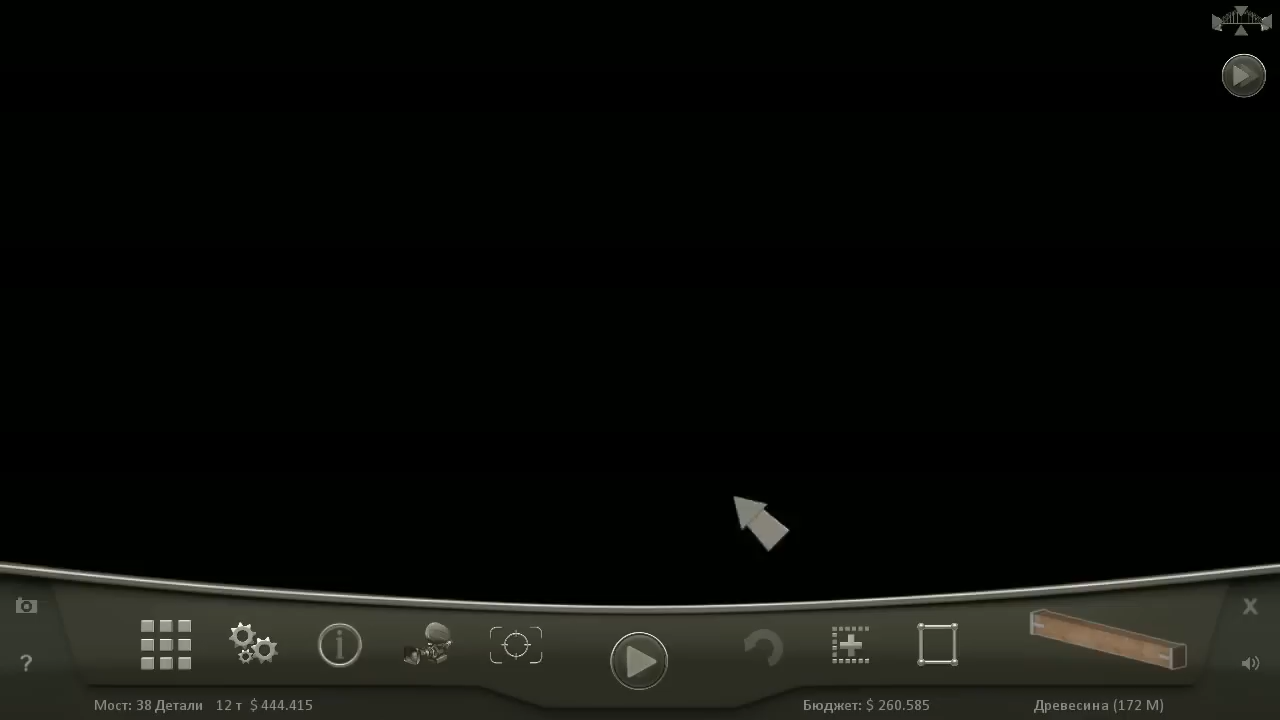 Мост: 38 Детали 12 т $ 444.415
Бюджет: $ 260.585
Древесина (172 М)
?
X